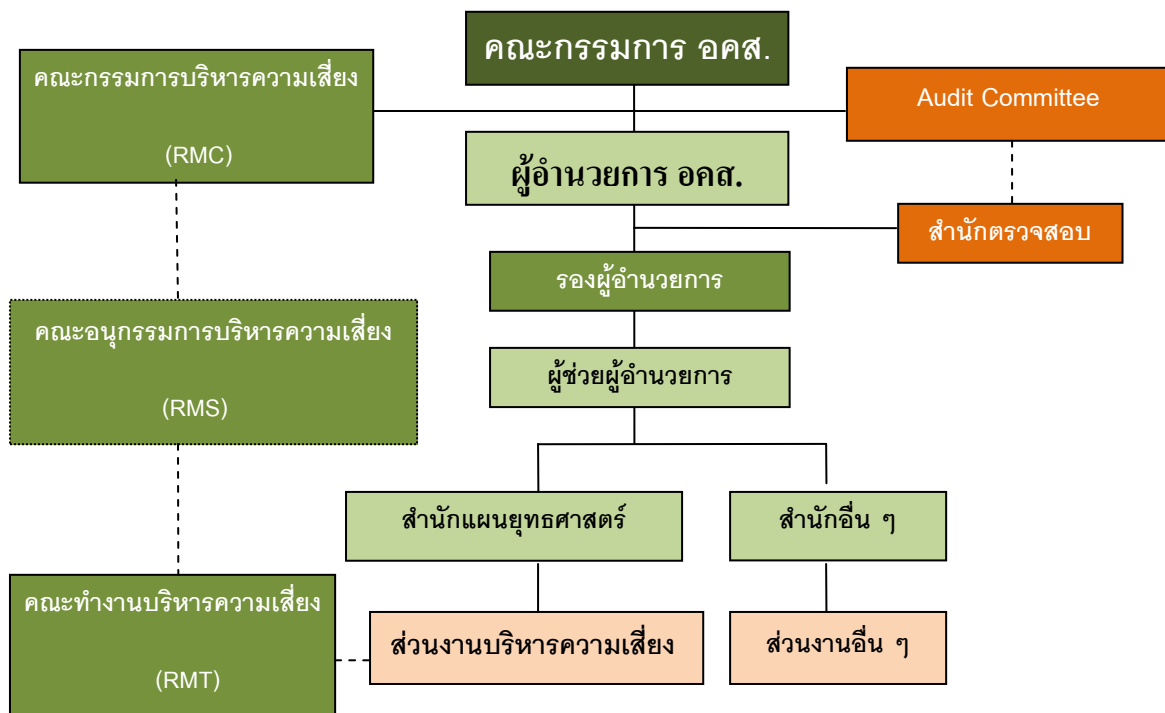 คณะกรรมการ อคส.
คณะกรรมการบริหารความเสี่ยง
(RMC)
Audit Committee
ผู้อำนวยการ อคส.
สำนักตรวจสอบ
รองผู้อำนวยการ
คณะอนุกรรมการบริหารความเสี่ยง
(RMS)
ผู้ช่วยผู้อำนวยการ
สำนักแผนยุทธศาสตร์
สำนักอื่น ๆ
คณะทำงานบริหารความเสี่ยง
(RMT)
ส่วนงานบริหารความเสี่ยง
ส่วนงานอื่น ๆ